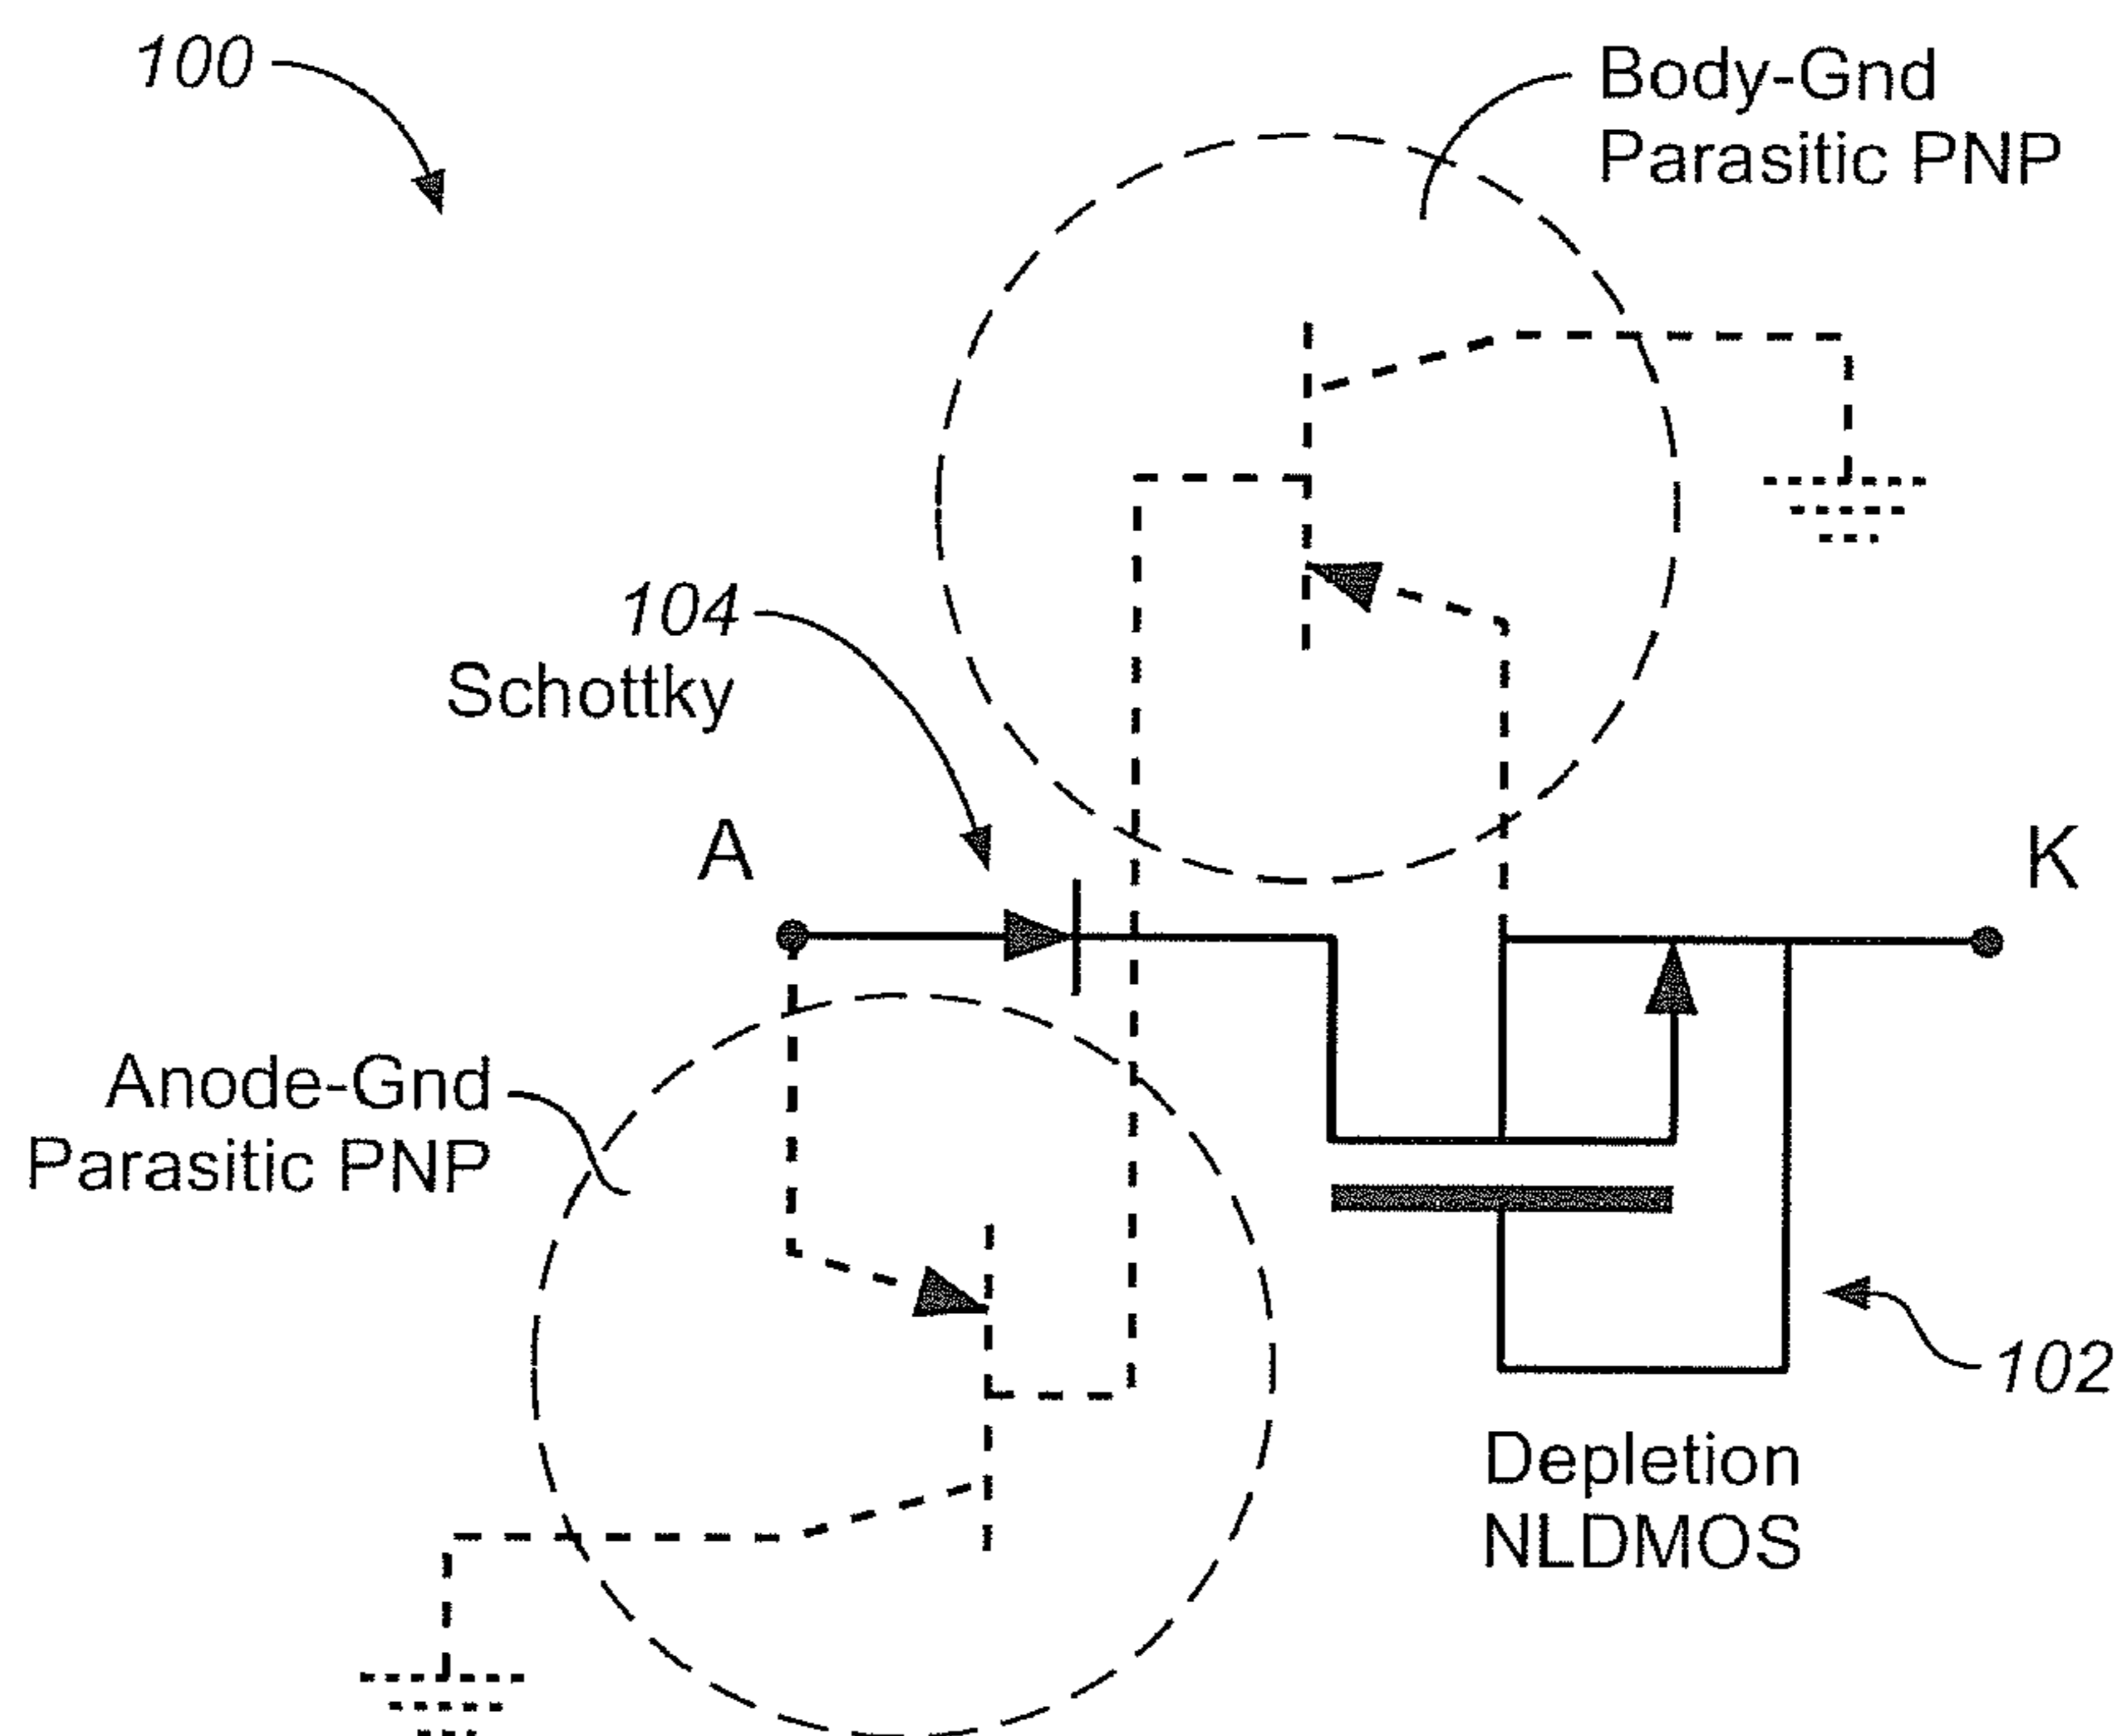 100
Body-Gnd
Parasitic PNP
104
Schottky
A
K
Anode-Gnd
Parasitic PNP
102
Depletion
NLDMOS